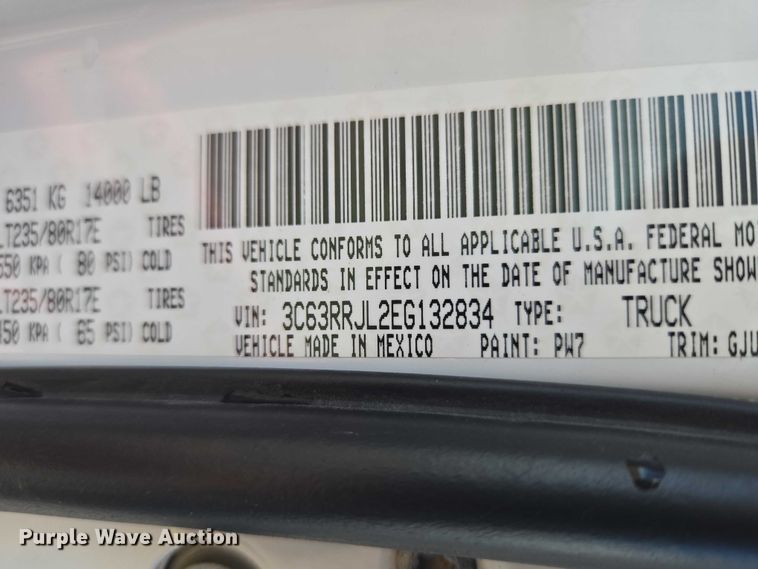 6351 KG 14000 LB
LT235/80R17E TIRES
550 KPA ( 80 PSI) COLD
LT235/80R17E TIRES
450 KPA ( 65 PSI) COLD
THIS VEHICLE CONFORMS TO ALL APPLICABLE U.S.A. FEDERAL MO
STANDARDS IN EFFECT ON THE DATE OF MANUFACTURE SHOW
VIN: 3C63RRJL2EG132834 TYPE: TRUCK
VEHICLE MADE IN MEXICO PAINT: PW7 TRIM: GJU
Purple Wave Auction